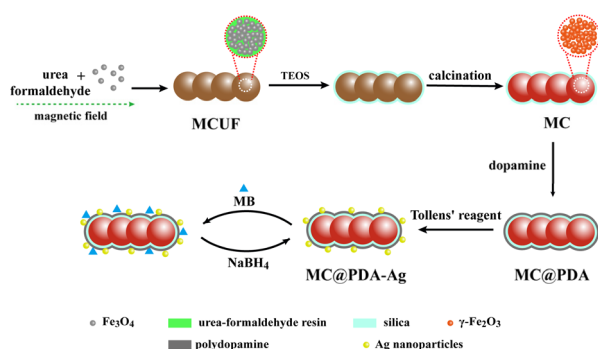 urea +
formaldehyde
magnetic field
MCUF
TEOS
calcination
MC
dopamine
MB
NaBH4
MC@PDA-Ag
Tollens' reagent
MC@PDA
Fe3O4
urea-formaldehyde resin
silica
γ-Fe2O3
polydopamine
Ag nanoparticles